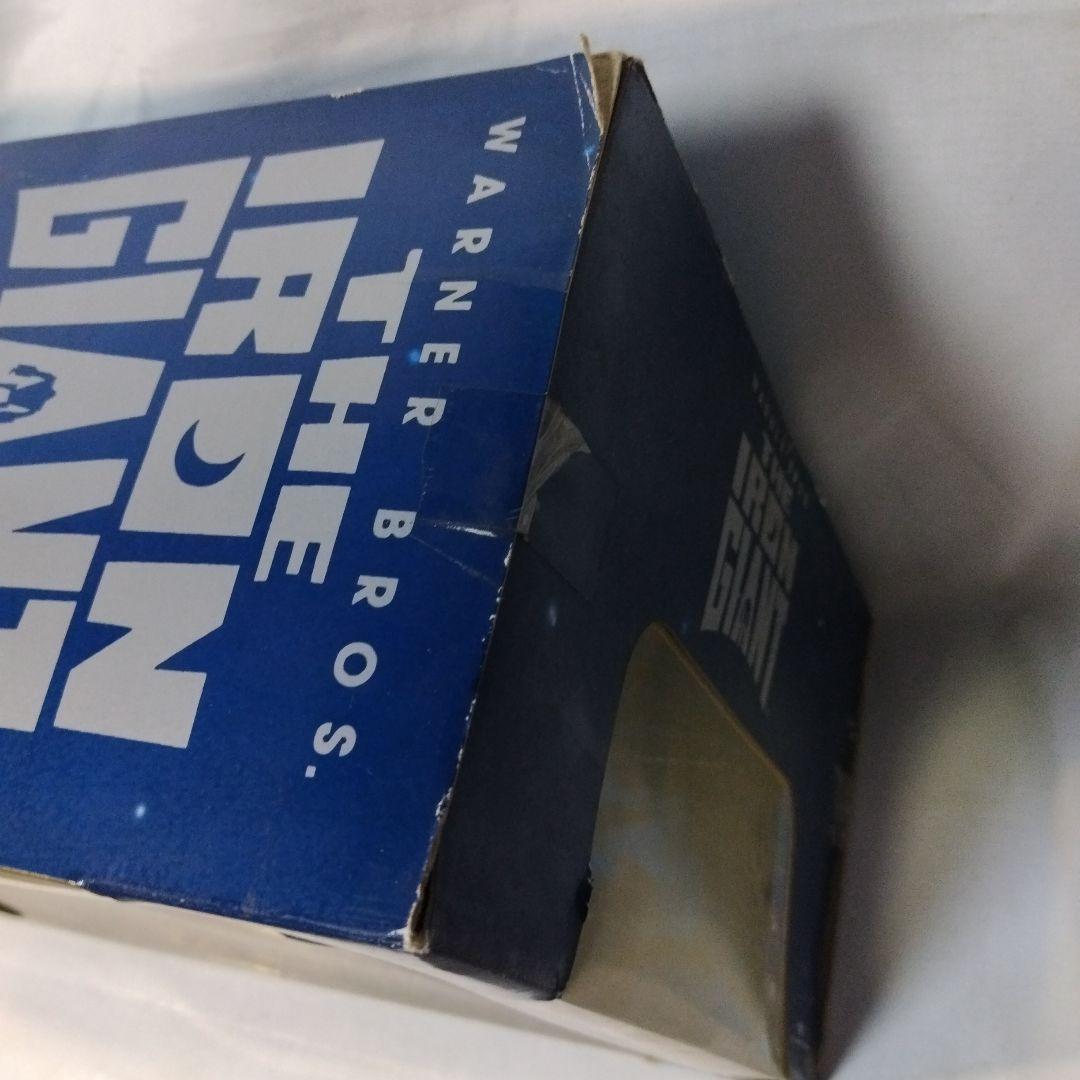 WARNER BROS.
THE
IRON
GIANT
THE
IRON
GIANT